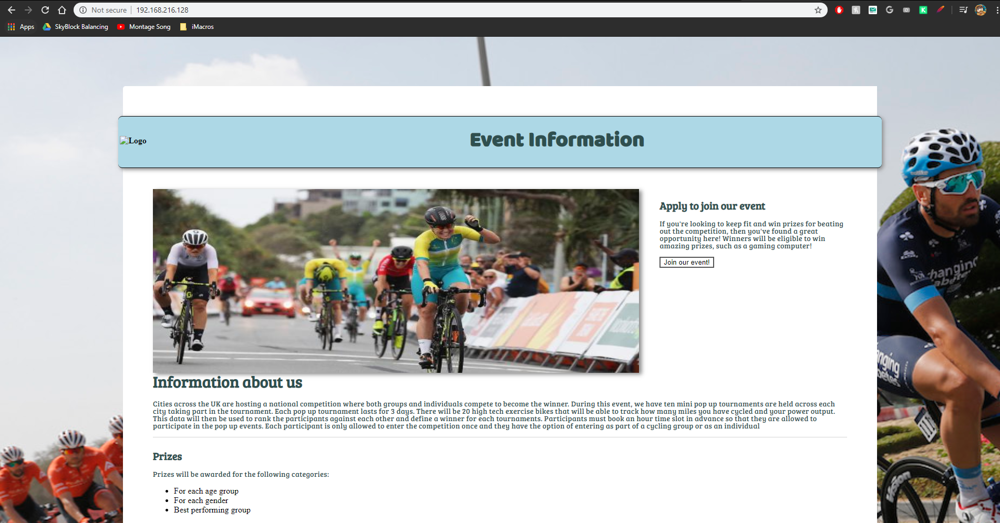 Not secure | 192.168.216.128
Apps SkyBlock Balancing Montage Song iMacros
Logo
Event Information
Apply to join our event
If you're looking to keep fit and win prizes for beating
out the competition, then you've found a great
opportunity here! Winners will be eligible to win
amazing prizes, such as a gaming computer!
Join our event!
Information about us
Cities across the UK are hosting a national competition where both groups and individuals compete to become the winner. During this event, we have ten mini pop up tournaments are held across each
city taking part in the tournament. Each pop up tournament lasts for 3 days. There will be 20 high tech exercise bikes that will be able to track how many miles you have cycled and your power output.
This data will then be used to rank the participants against each other and define a winner for each tournaments. Participants must book an hour time slot in advance so that they are allowed to
participate in the pop up events. Each participant is only allowed to enter the competition once and they have the option of entering as part of a cycling group or as an individual
Prizes
Prizes will be awarded for the following categories:
For each age group
For each gender
Best performing group